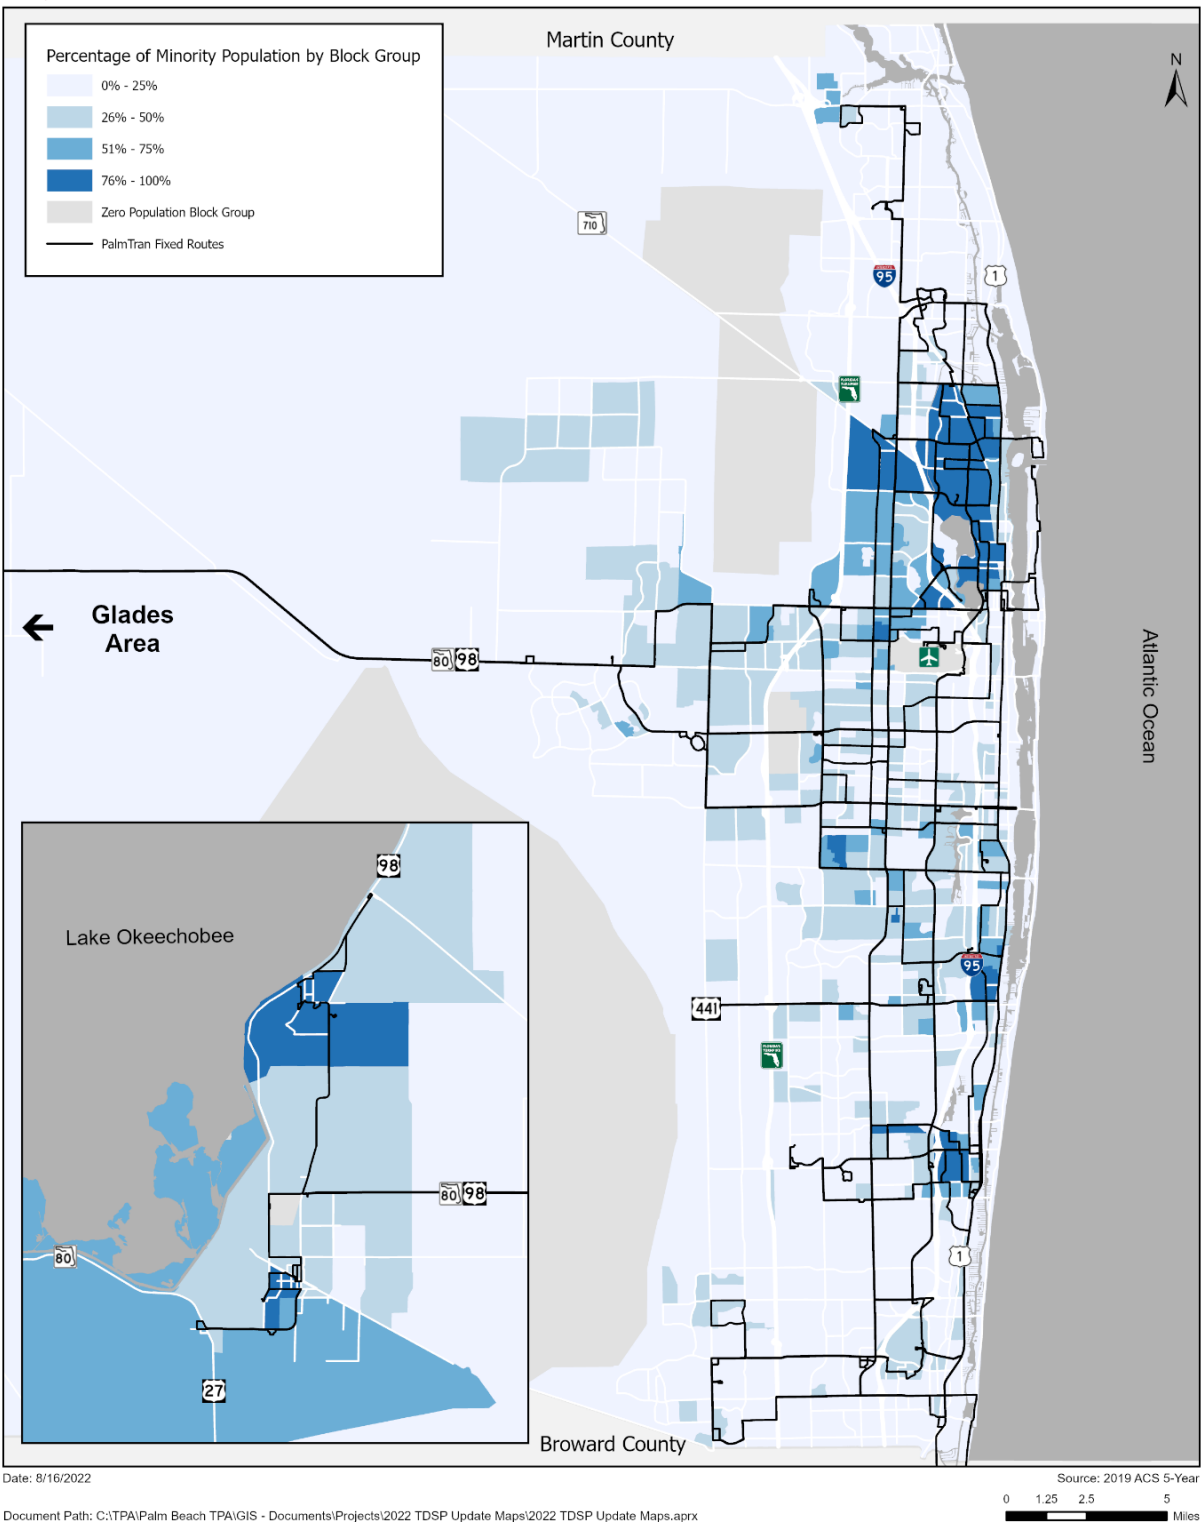 Percentage of Minority Population by Block Group
0% - 25%
26% - 50%
51% - 75%
76% - 100%
Zero Population Block Group
PalmTran Fixed Routes
Martin County
N
710
95
1
Glades
Area
80 98
Atlantic Ocean
98
Lake Okeechobee
95
441
80 98
80
1
27
Broward County
Date: 8/16/2022
Source: 2019 ACS 5-Year
0 1.25 2.5 5
Miles
Document Path: C:\TPA\Palm Beach TPA\GIS - Documents\Projects\2022 TDSP Update Maps\2022 TDSP Update Maps.aprx